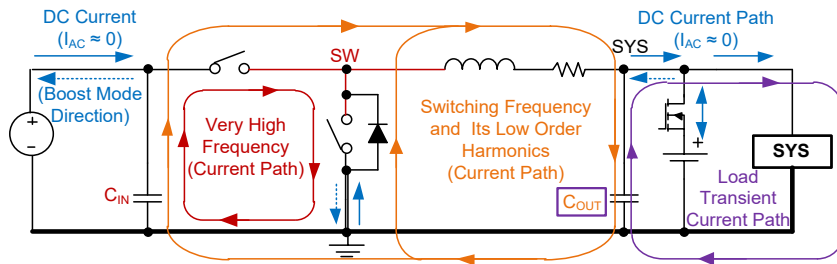 DC Current
(IAC ≈ 0)
(Boost Mode
Direction)
+
−
CIN
SW
Very High
Frequency
(Current Path)
Switching Frequency
and Its Low Order
Harmonics
(Current Path)
SYS
COUT
DC Current Path
(IAC ≈ 0)
+
SYS
Load
Transient
Current Path